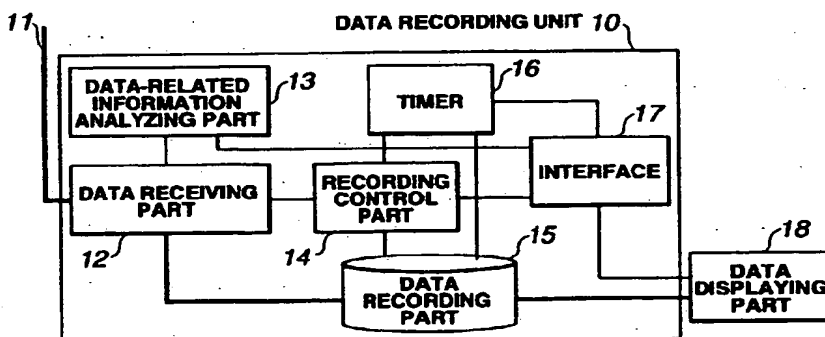 11
DATA RECORDING UNIT 10
DATA-RELATED
INFORMATION
ANALYZING PART
13
TIMER
16
17
INTERFACE
DATA RECEIVING
PART
12
RECORDING
CONTROL
PART
14
15
DATA
RECORDING
PART
18
DATA
DISPLAYING
PART